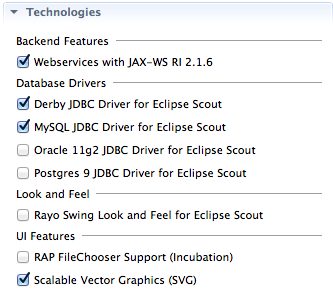 Technologies
Backend Features
Webservices with JAX-WS RI 2.1.6
Database Drivers
Derby JDBC Driver for Eclipse Scout
MySQL JDBC Driver for Eclipse Scout
Oracle 11g2 JDBC Driver for Eclipse Scout
Postgres 9 JDBC Driver for Eclipse Scout
Look and Feel
Rayo Swing Look and Feel for Eclipse Scout
UI Features
RAP FileChooser Support (Incubation)
Scalable Vector Graphics (SVG)